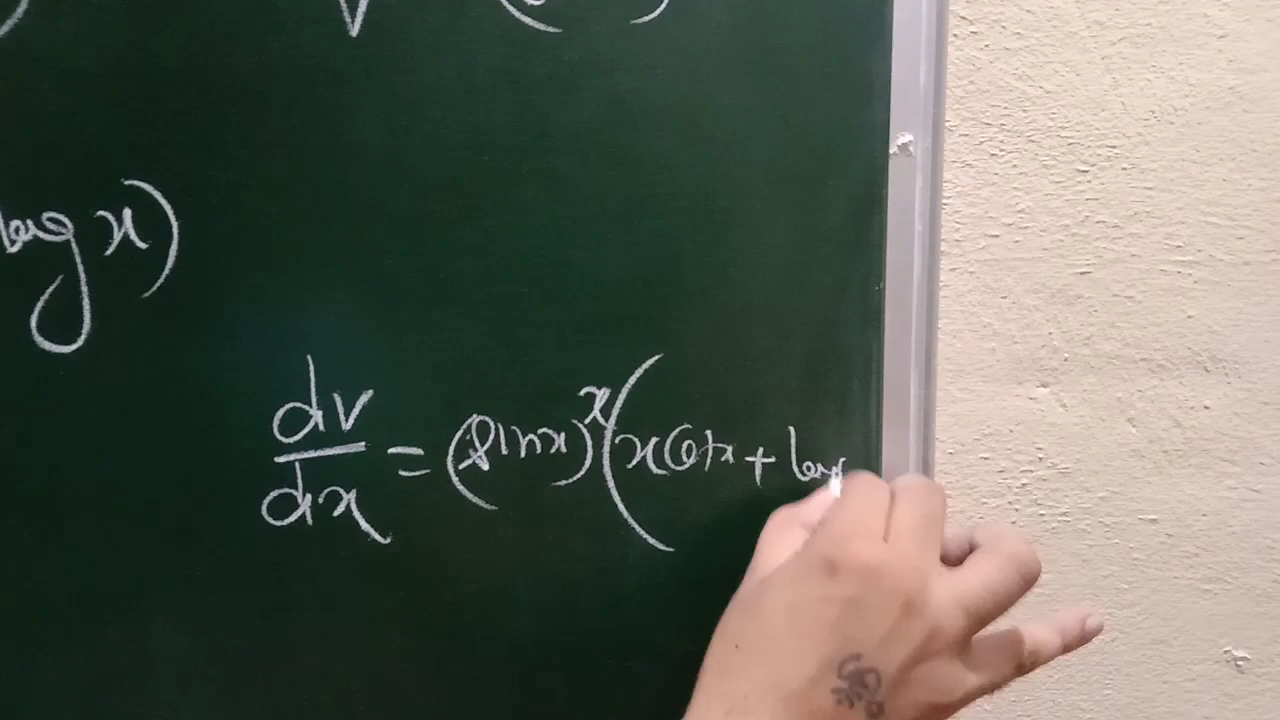 V
log x)
dv/dx = (sinx)^x (x Cotx + log